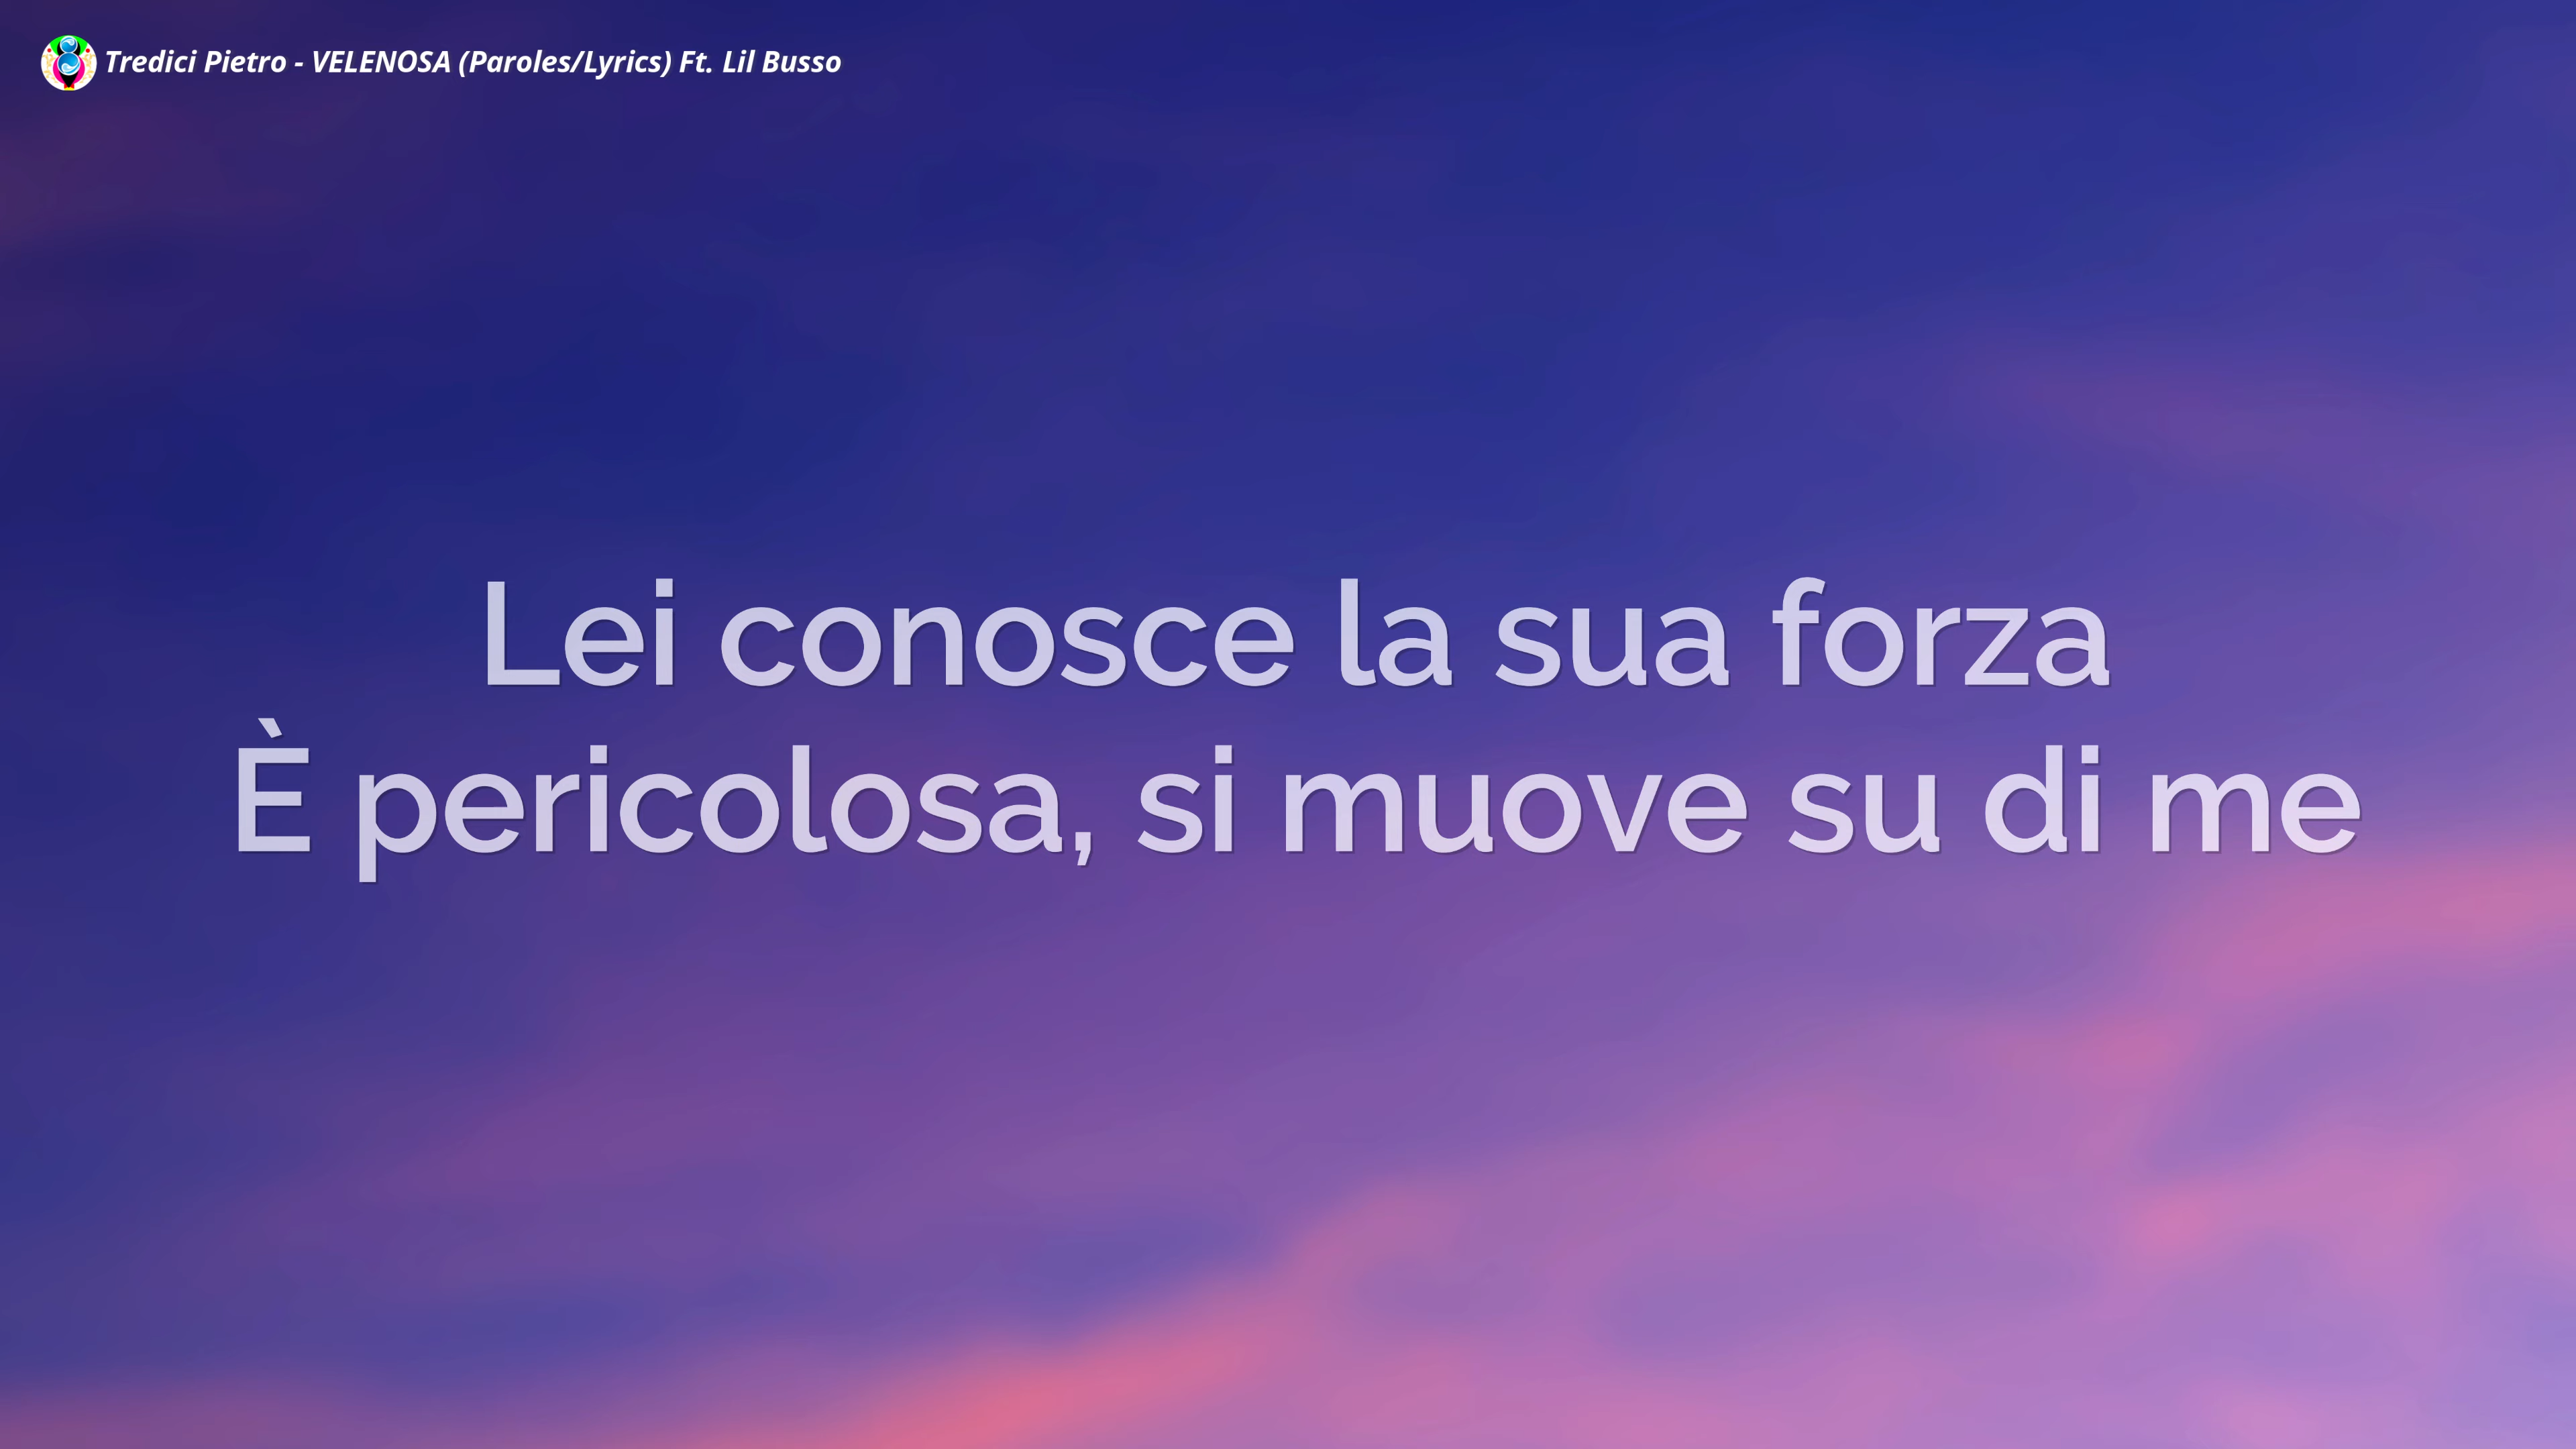 Tredici Pietro - VELENOSA (Paroles/Lyrics) Ft. Lil Busso
Lei conosce la sua forza
È pericolosa, si muove su di me